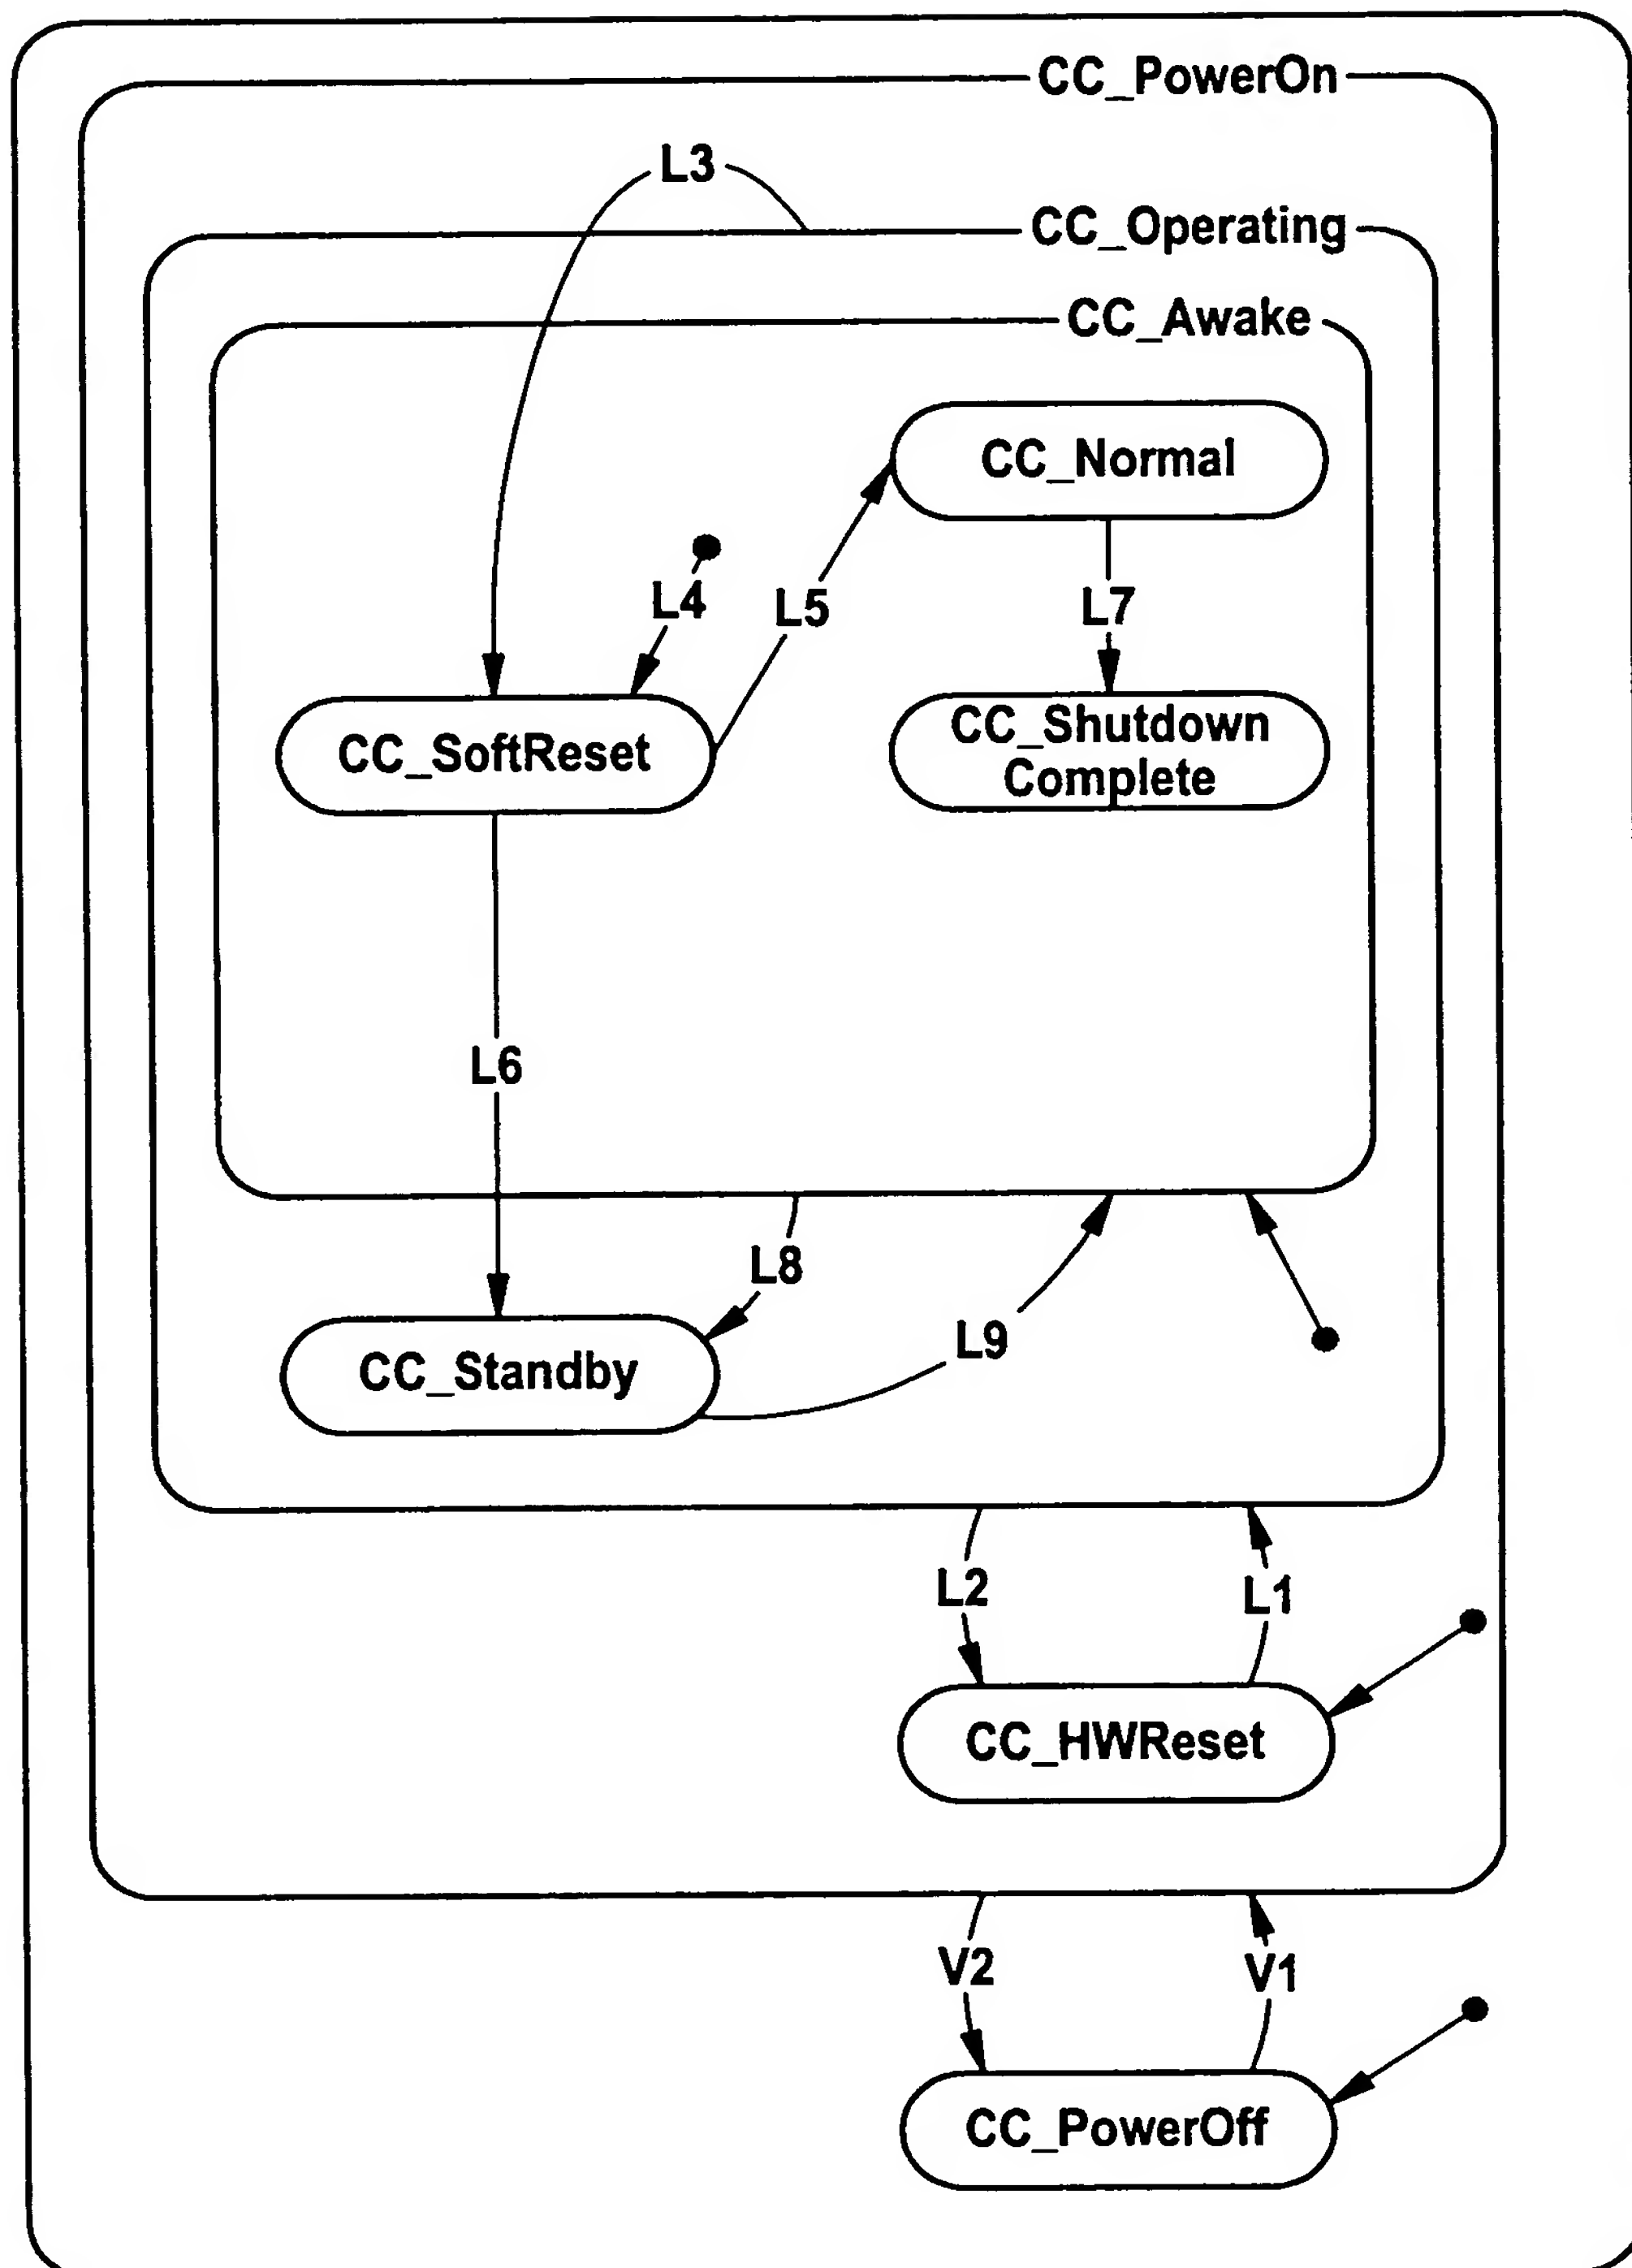 CC_PowerOn
L3
CC_Operating
CC_Awake
CC_Normal
L4
L5
L7
CC_SoftReset
CC_Shutdown
Complete
L6
L8
L9
CC_Standby
L2
L1
CC_HWReset
V2
V1
CC_PowerOff